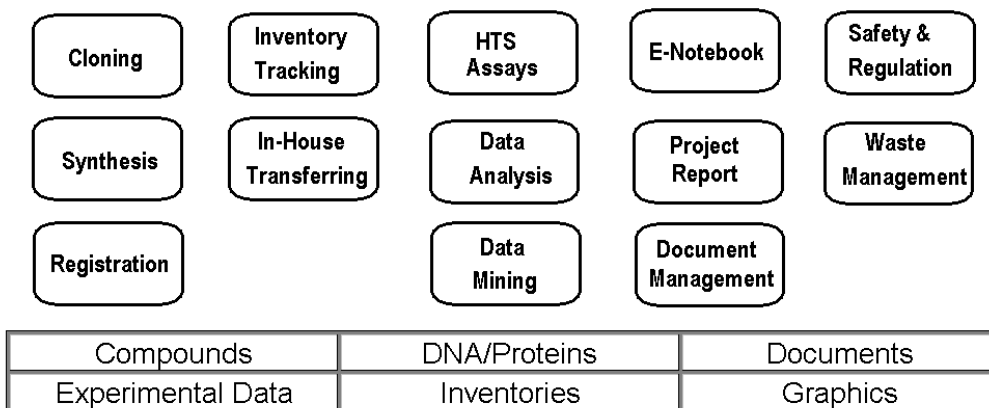 Cloning
Inventory
Tracking
HTS
Assays
E-Notebook
Safety &
Regulation
Synthesis
In-House
Transferring
Data
Analysis
Project
Report
Waste
Management
Registration
Data
Mining
Document
Management
Compounds
DNA/Proteins
Documents
Experimental Data
Inventories
Graphics